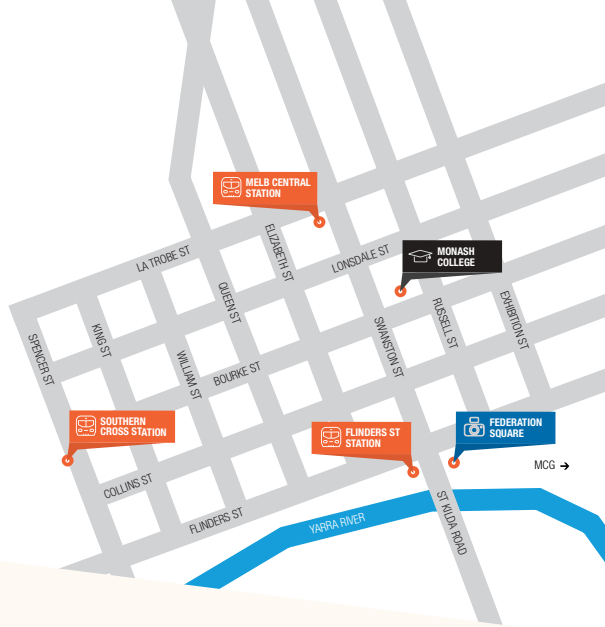 MELB CENTRAL
STATION
ELIZABETH ST
LA TROBE ST
LONSDALE ST
MONASH
COLLEGE
QUEEN ST
SPENCER ST
KING ST
WILLIAM ST
BOURKE ST
SWANSTON ST
RUSSELL ST
EXHIBITION ST
SOUTHERN
CROSS STATION
FLINDERS ST
STATION
FEDERATION
SQUARE
MCG →
COLLINS ST
FLINDERS ST
YARRA RIVER
ST KILDA ROAD